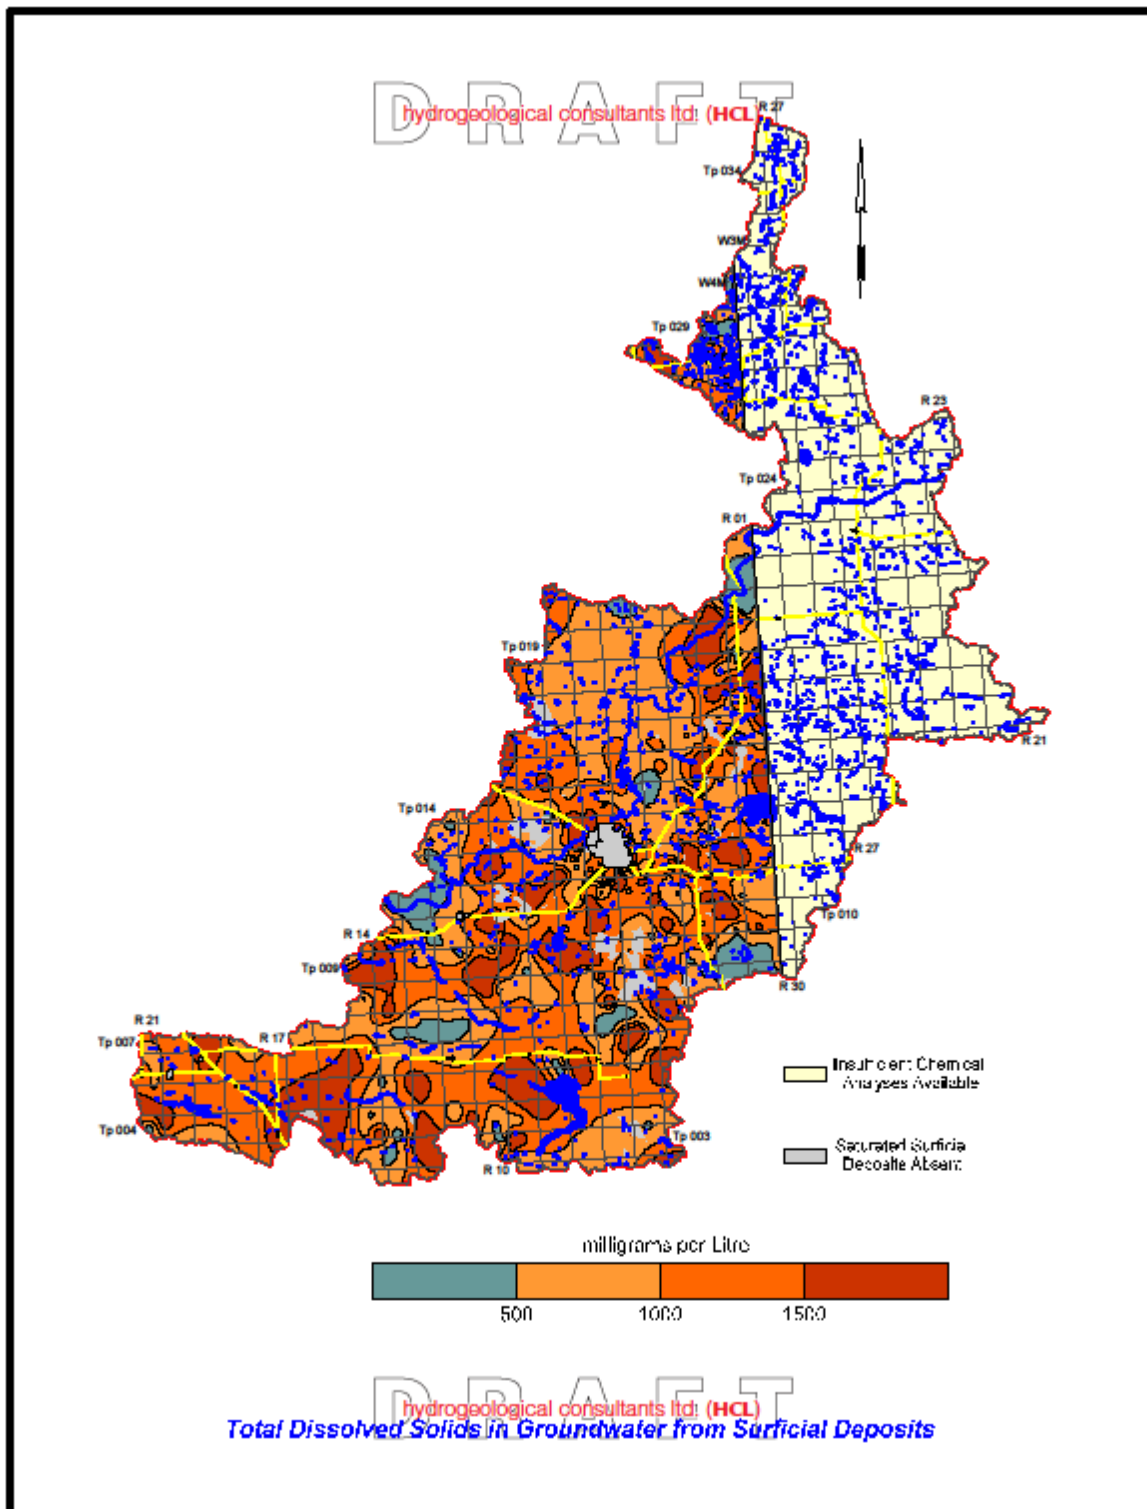 DRAFT
hydrogeological consultants ltd. (HCL)
R 27
Tp 034
W3M
W4M
Tp 029
R 23
Tp 024
R 01
Tp 019
R 21
Tp 014
R 27
Tp 010
R 14
Tp 009
R 30
R 21
Tp 007
R 17
Insufficient Chemical
Analyses Available
Tp 004
Tp 003
R 10
Saturated Surficial
Deposits Absent
milligrams per Litre
500 1000 1500
DRAFT
hydrogeological consultants ltd. (HCL)
Total Dissolved Solids in Groundwater from Surficial Deposits